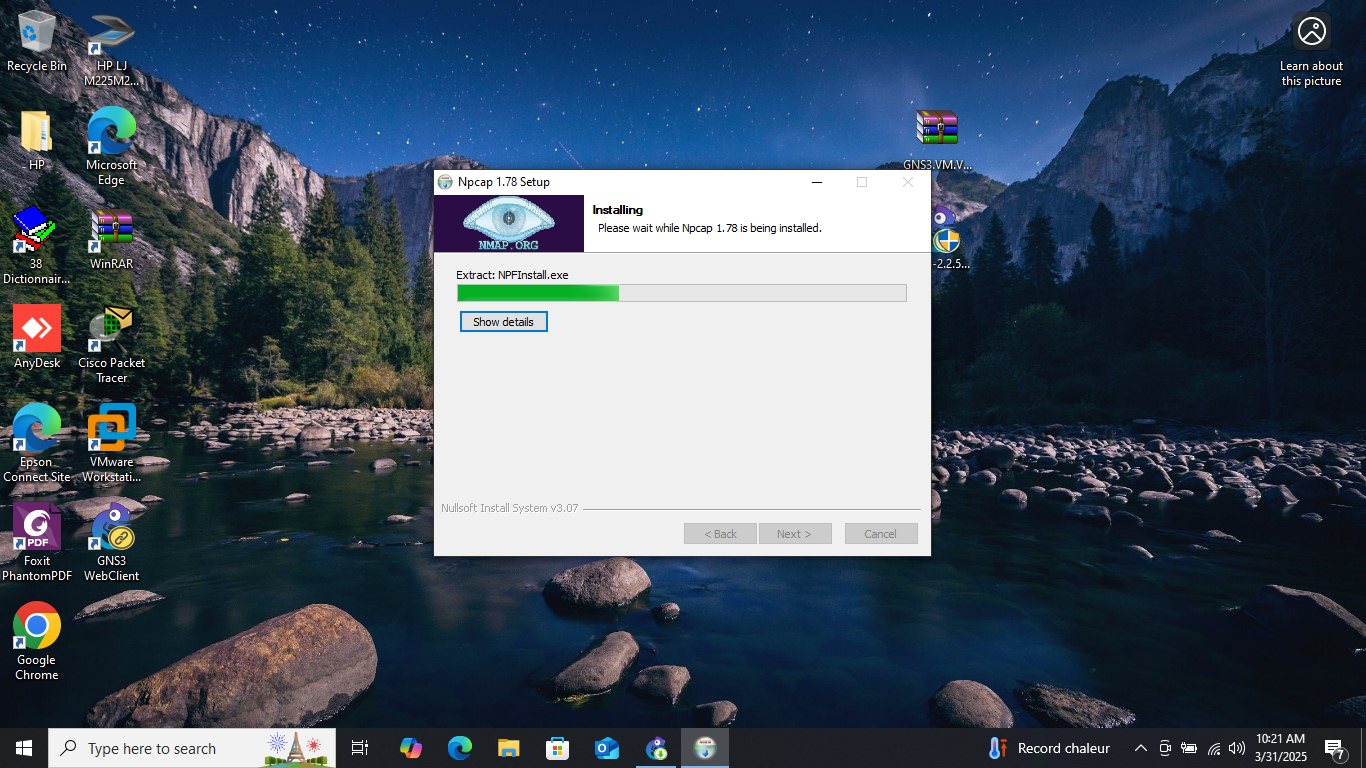 Recycle Bin
HP LJ
M225M2...
Learn about
this picture
- HP
Microsoft
Edge
GNS3.VM.V...
Npcap 1.78 Setup
Installing
Please wait while Npcap 1.78 is being installed.
NMAP.ORG
38
Dictionnair...
WinRAR
-2.2.5...
Extract: NPFInstall.exe
Show details
AnyDesk
Cisco Packet
Tracer
Epson
Connect Site
VMware
Workstati...
Nullsoft Install System v3.07
< Back
Next >
Cancel
PDF
Foxit
PhantomPDF
GNS3
WebClient
Google
Chrome
Type here to search
Record chaleur
10:21 AM
3/31/2025
7